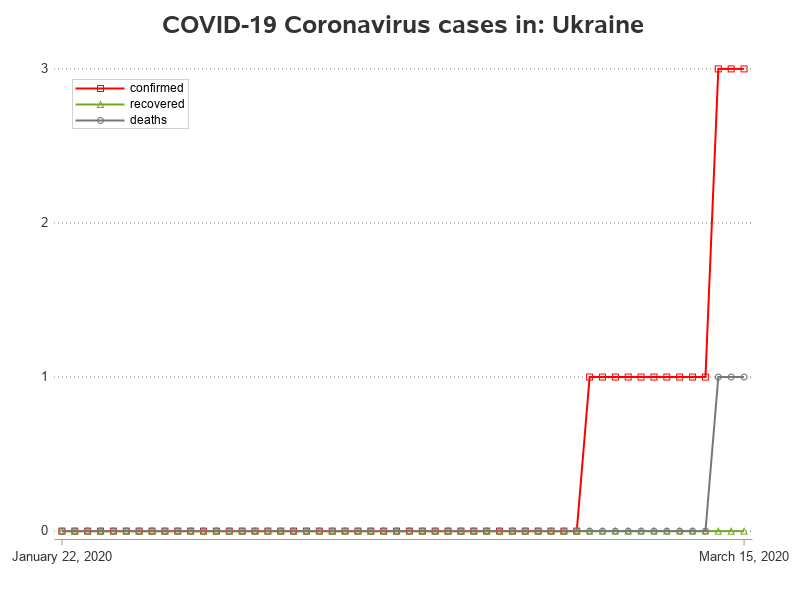 COVID-19 Coronavirus cases in: Ukraine
3
confirmed
recovered
deaths
2
1
0
January 22, 2020
March 15, 2020